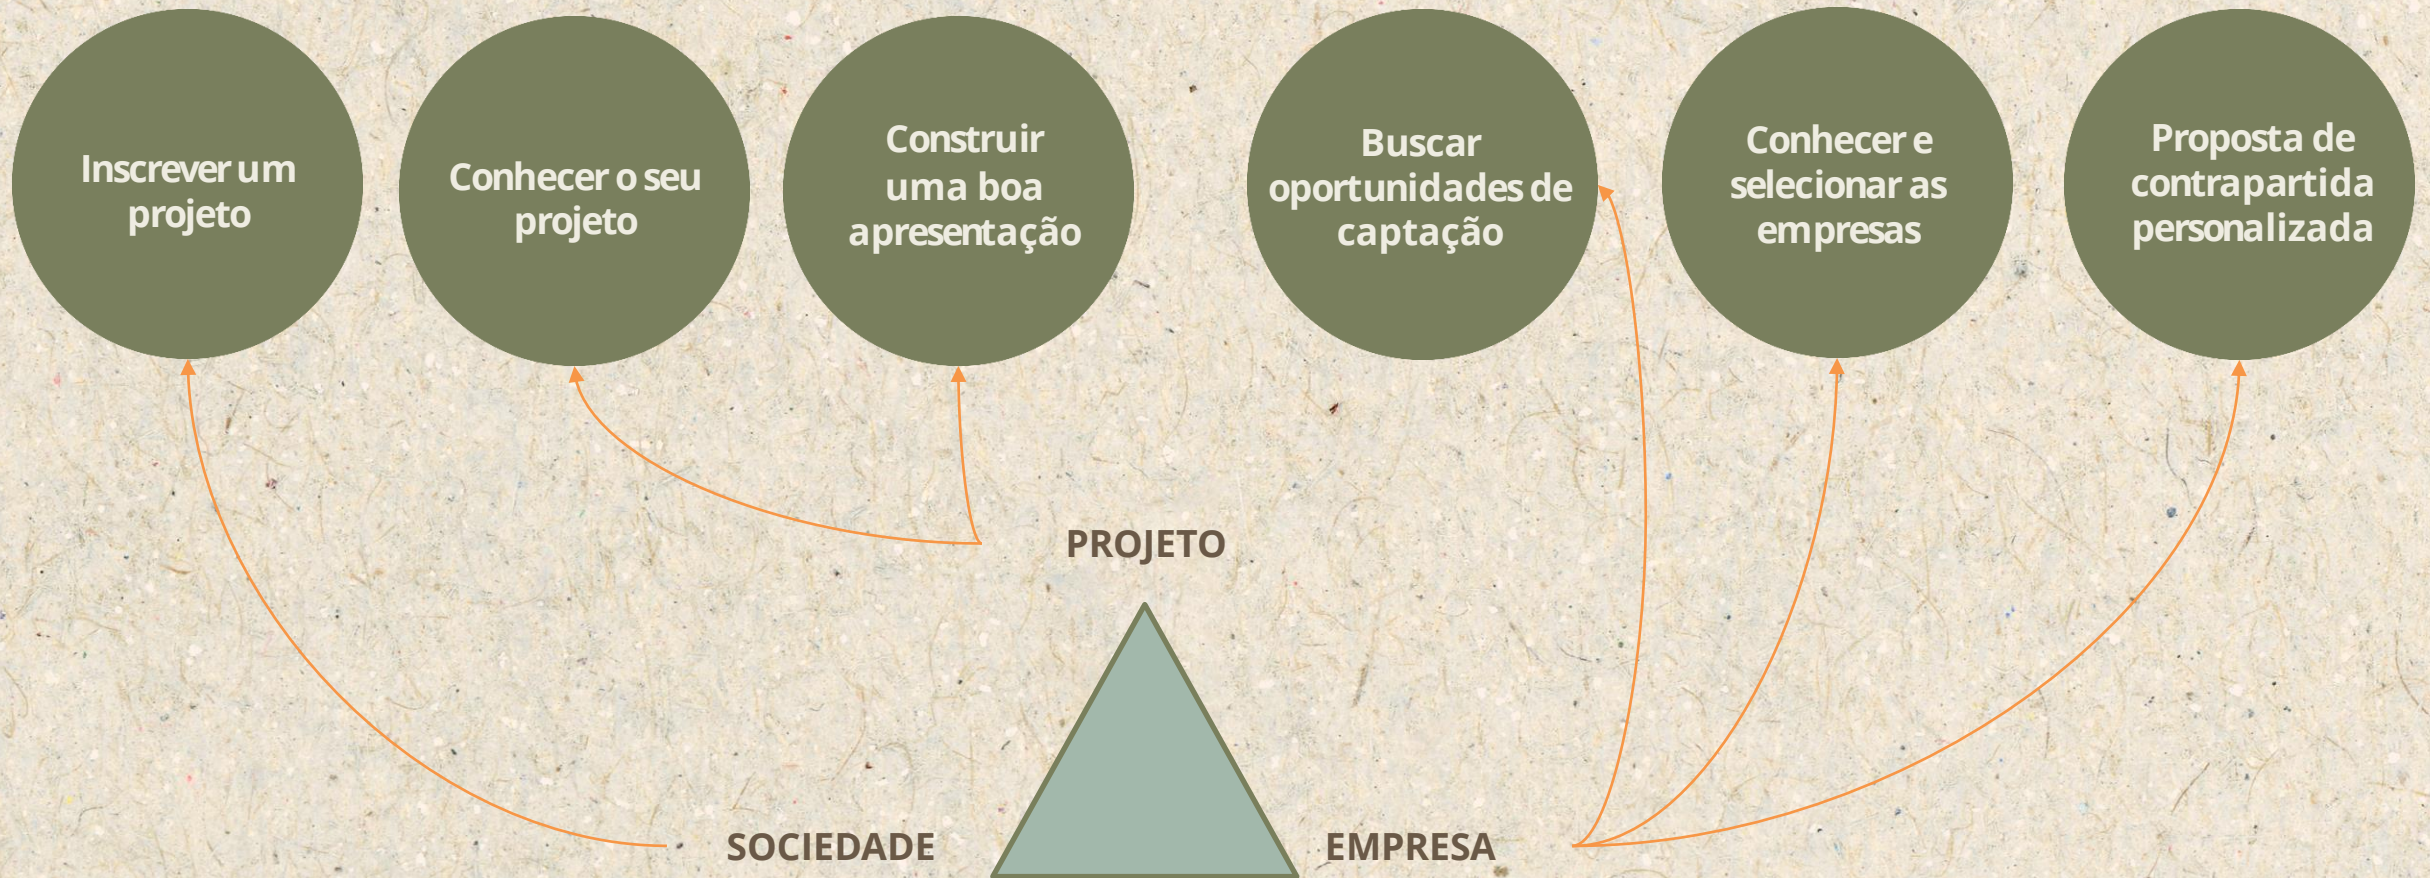 Inscrever um
projeto
Conhecer o seu
projeto
Construir
uma boa
apresentação
Buscar
oportunidades de
captação
Conhecer e
selecionar as
empresas
Proposta de
contrapartida
personalizada
PROJETO
SOCIEDADE
EMPRESA